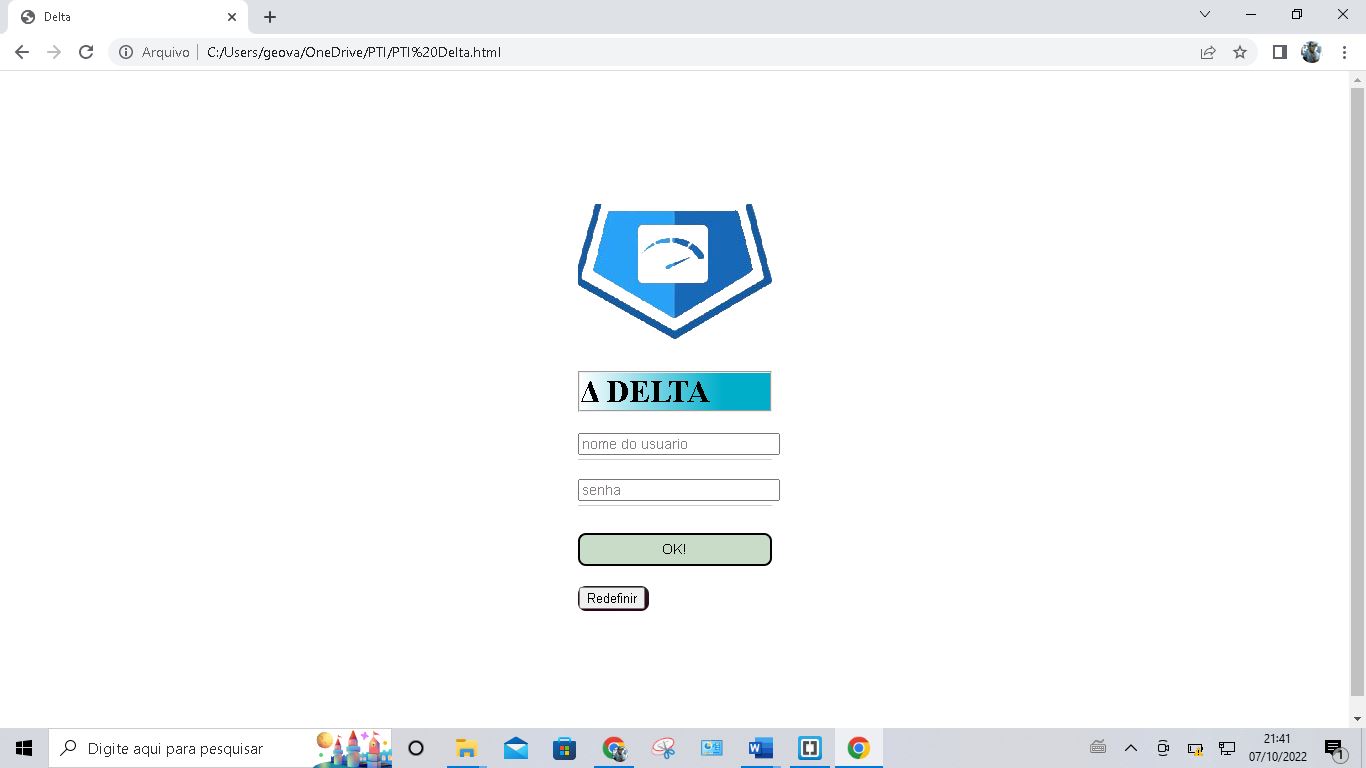 Delta
Arquivo C:/Users/geova/OneDrive/PTI/PTI%20Delta.html
Δ DELTA
nome do usuario
senha
OK!
Redefinir
Digite aqui para pesquisar
21:41
07/10/2022
1